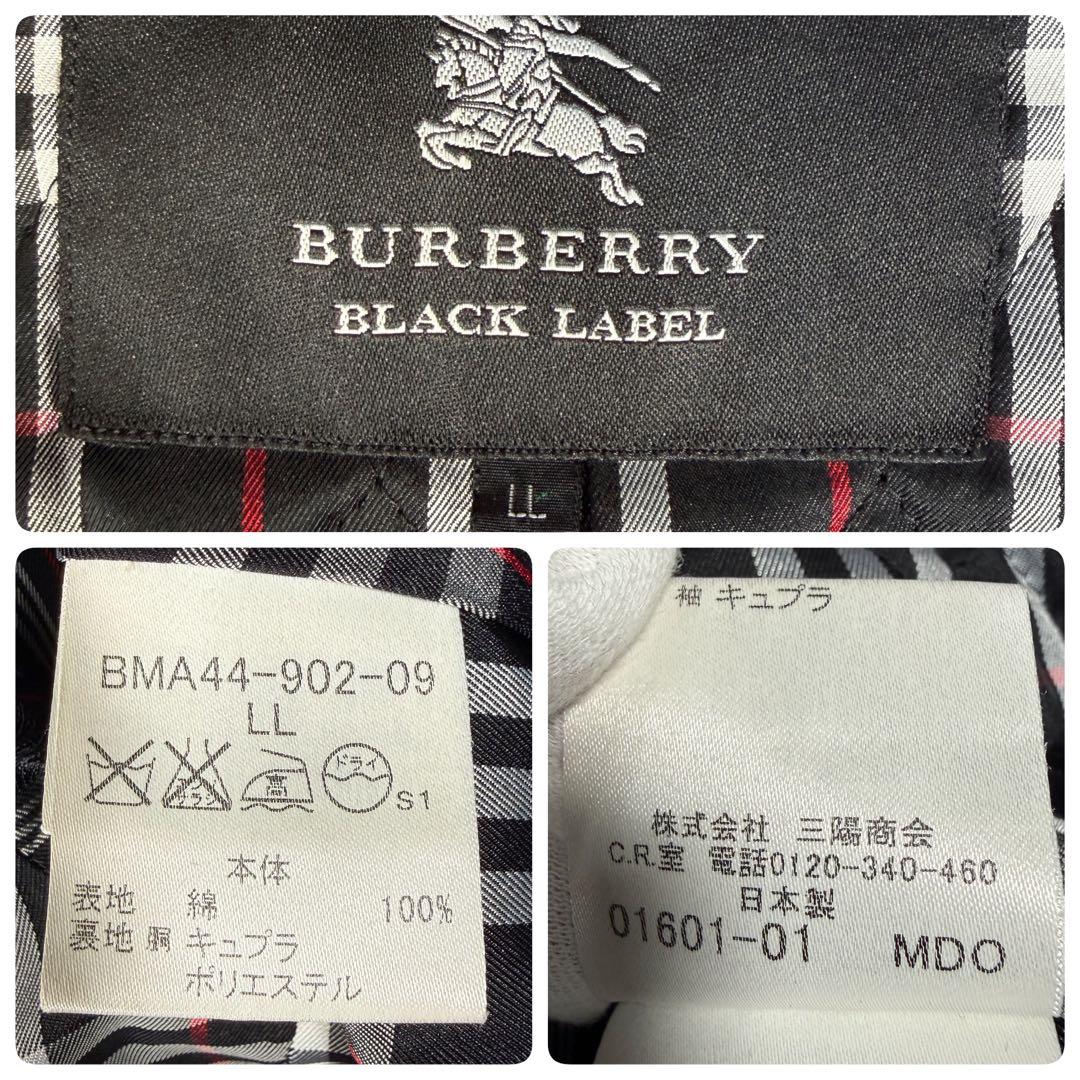 BURBERRY
BLACK LABEL
LL
BMA44-902-09
LL
高
ドライ
S1
本体
表地 綿 100%
裏地 胴 キュプラ
ポリエステル
袖 キュプラ
株式会社 三陽商会
C.R.室 電話0120-340-460
日本製
01601-01 MDO